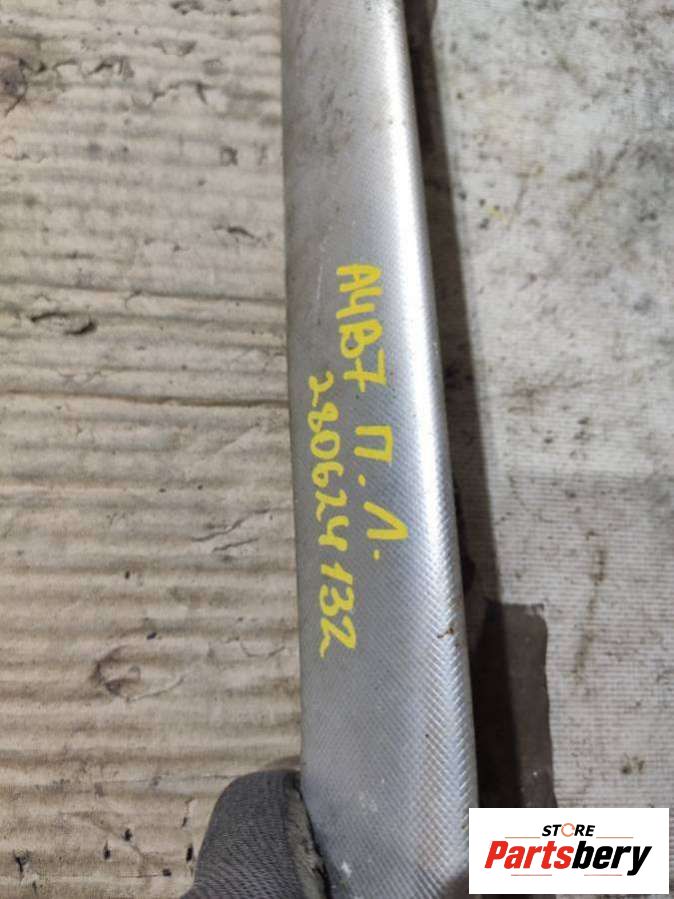 A4B7 П.Л.
280624132
STORE
Partsbery